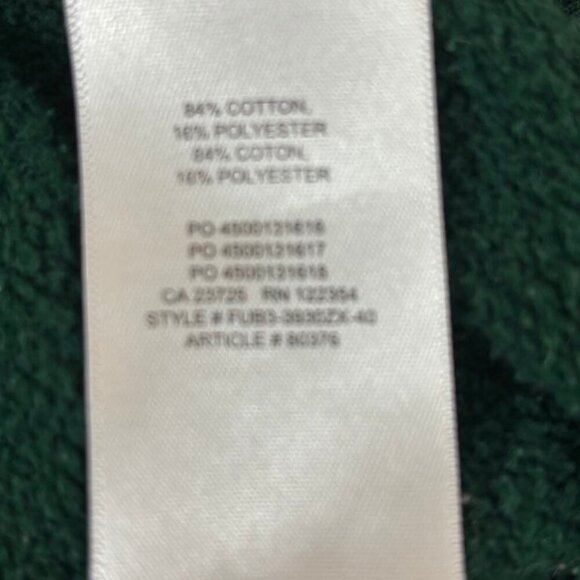 84% COTTON,
16% POLYESTER
84% COTON,
16% POLYESTER
PO 4500121616
PO 4500121617
PO 4500121618
CA 23725 RN 122354
STYLE # FUB3-3930ZX-40
ARTICLE # 80376